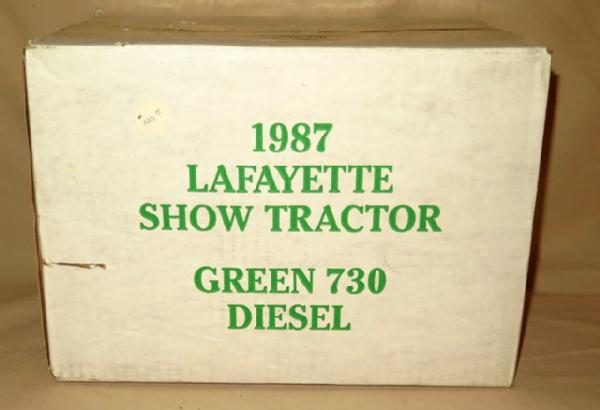 1987
LAFAYETTE
SHOW TRACTOR
GREEN 730
DIESEL